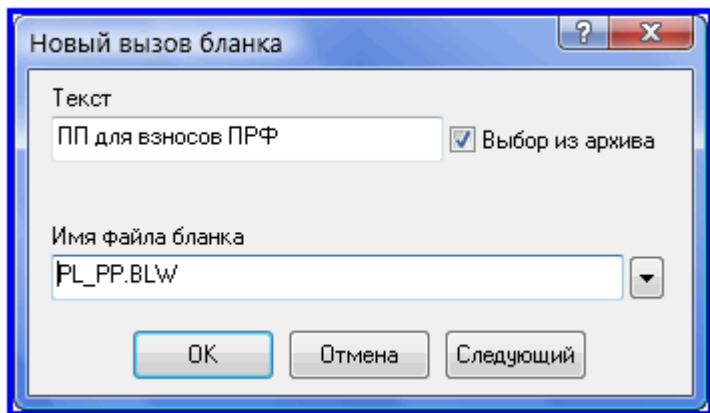 Новый вызов бланка
Текст
ПП для взносов ПРФ
Выбор из архива
Имя файла бланка
PL_PP.BLW
OK
Отмена
Следующий